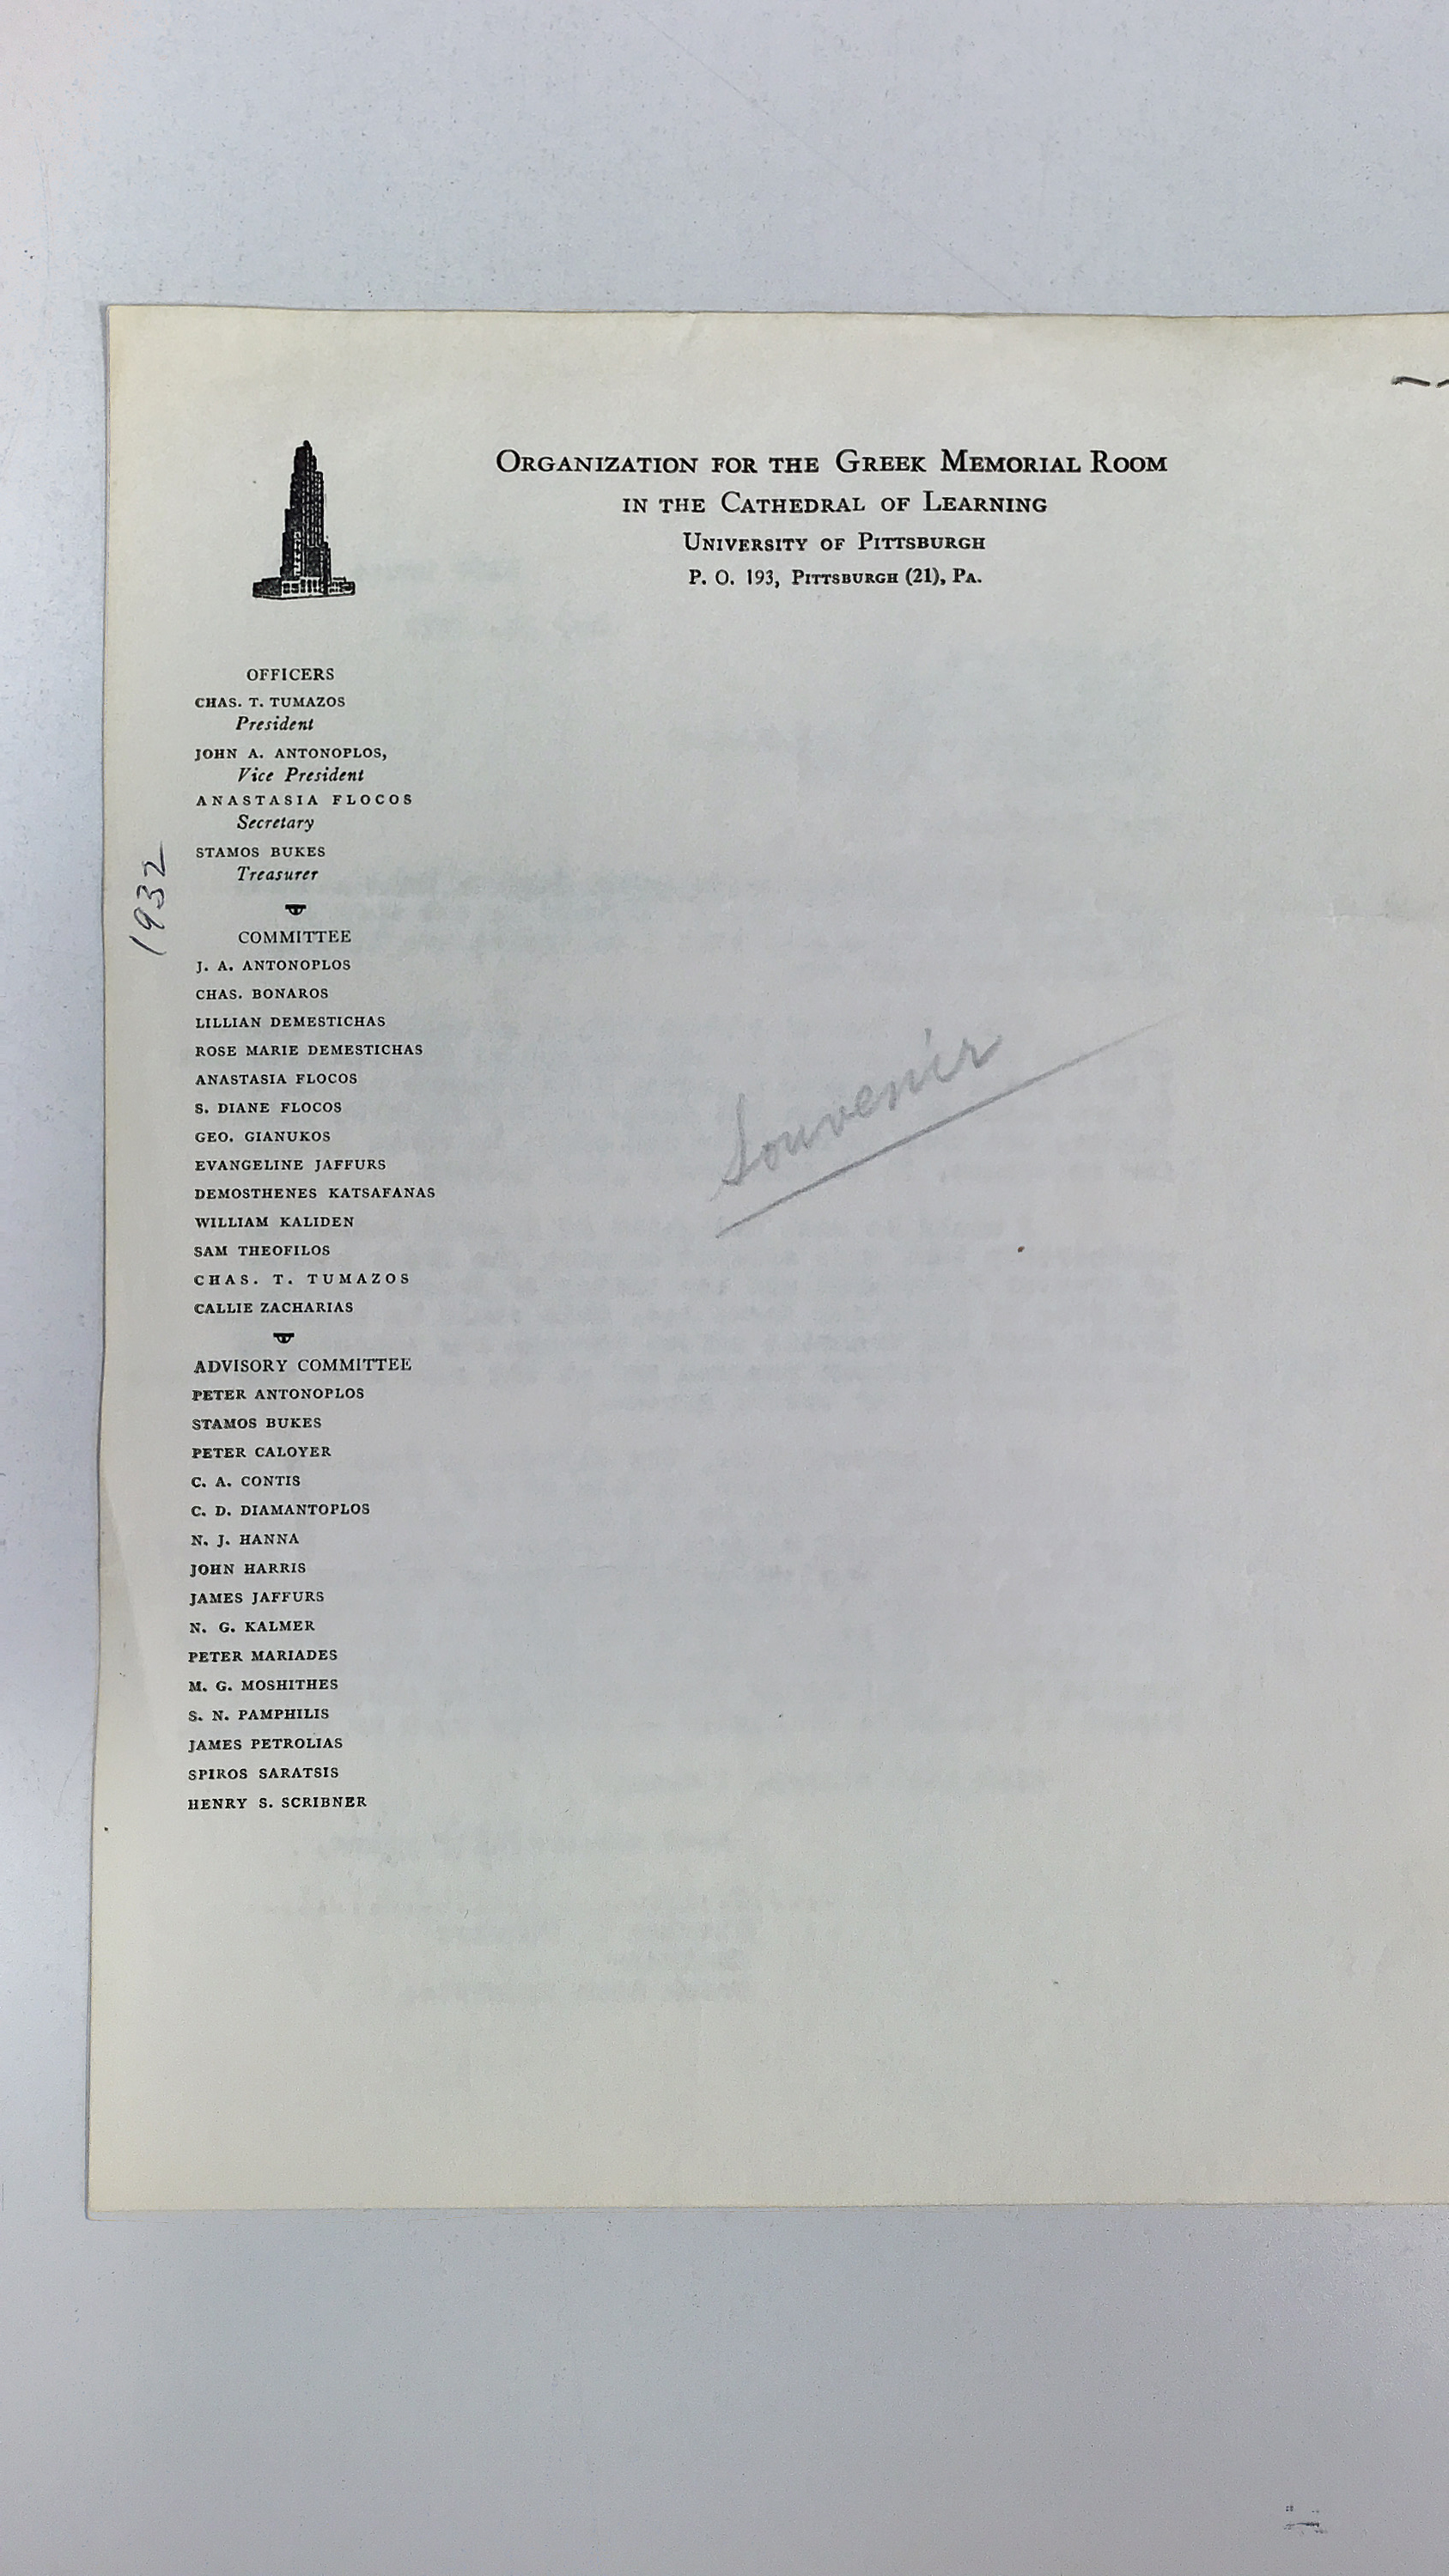 Organization for the Greek Memorial Room
in the Cathedral of Learning
University of Pittsburgh
P. O. 193, Pittsburgh (21), Pa.
OFFICERS
CHAS. T. TUMAZOS
President
JOHN A. ANTONOPLOS,
Vice President
ANASTASIA FLOCOS
Secretary
STAMOS BUKES
Treasurer
1932
COMMITTEE
J. A. ANTONOPLOS
CHAS. BONAROS
LILLIAN DEMESTICHAS
ROSE MARIE DEMESTICHAS
ANASTASIA FLOCOS
S. DIANE FLOCOS
GEO. GIANUKOS
EVANGELINE JAFFURS
DEMOSTHENES KATSAFANAS
WILLIAM KALIDEN
SAM THEOFILOS
CHAS. T. TUMAZOS
CALLIE ZACHARIAS
Souvenir
ADVISORY COMMITTEE
PETER ANTONOPLOS
STAMOS BUKES
PETER CALOYER
C. A. CONTIS
C. D. DIAMANTOPLOS
N. J. HANNA
JOHN HARRIS
JAMES JAFFURS
N. G. KALMER
PETER MARIADES
M. G. MOSHITHES
S. N. PAMPHILIS
JAMES PETROLIAS
SPIROS SARATSIS
HENRY S. SCRIBNER